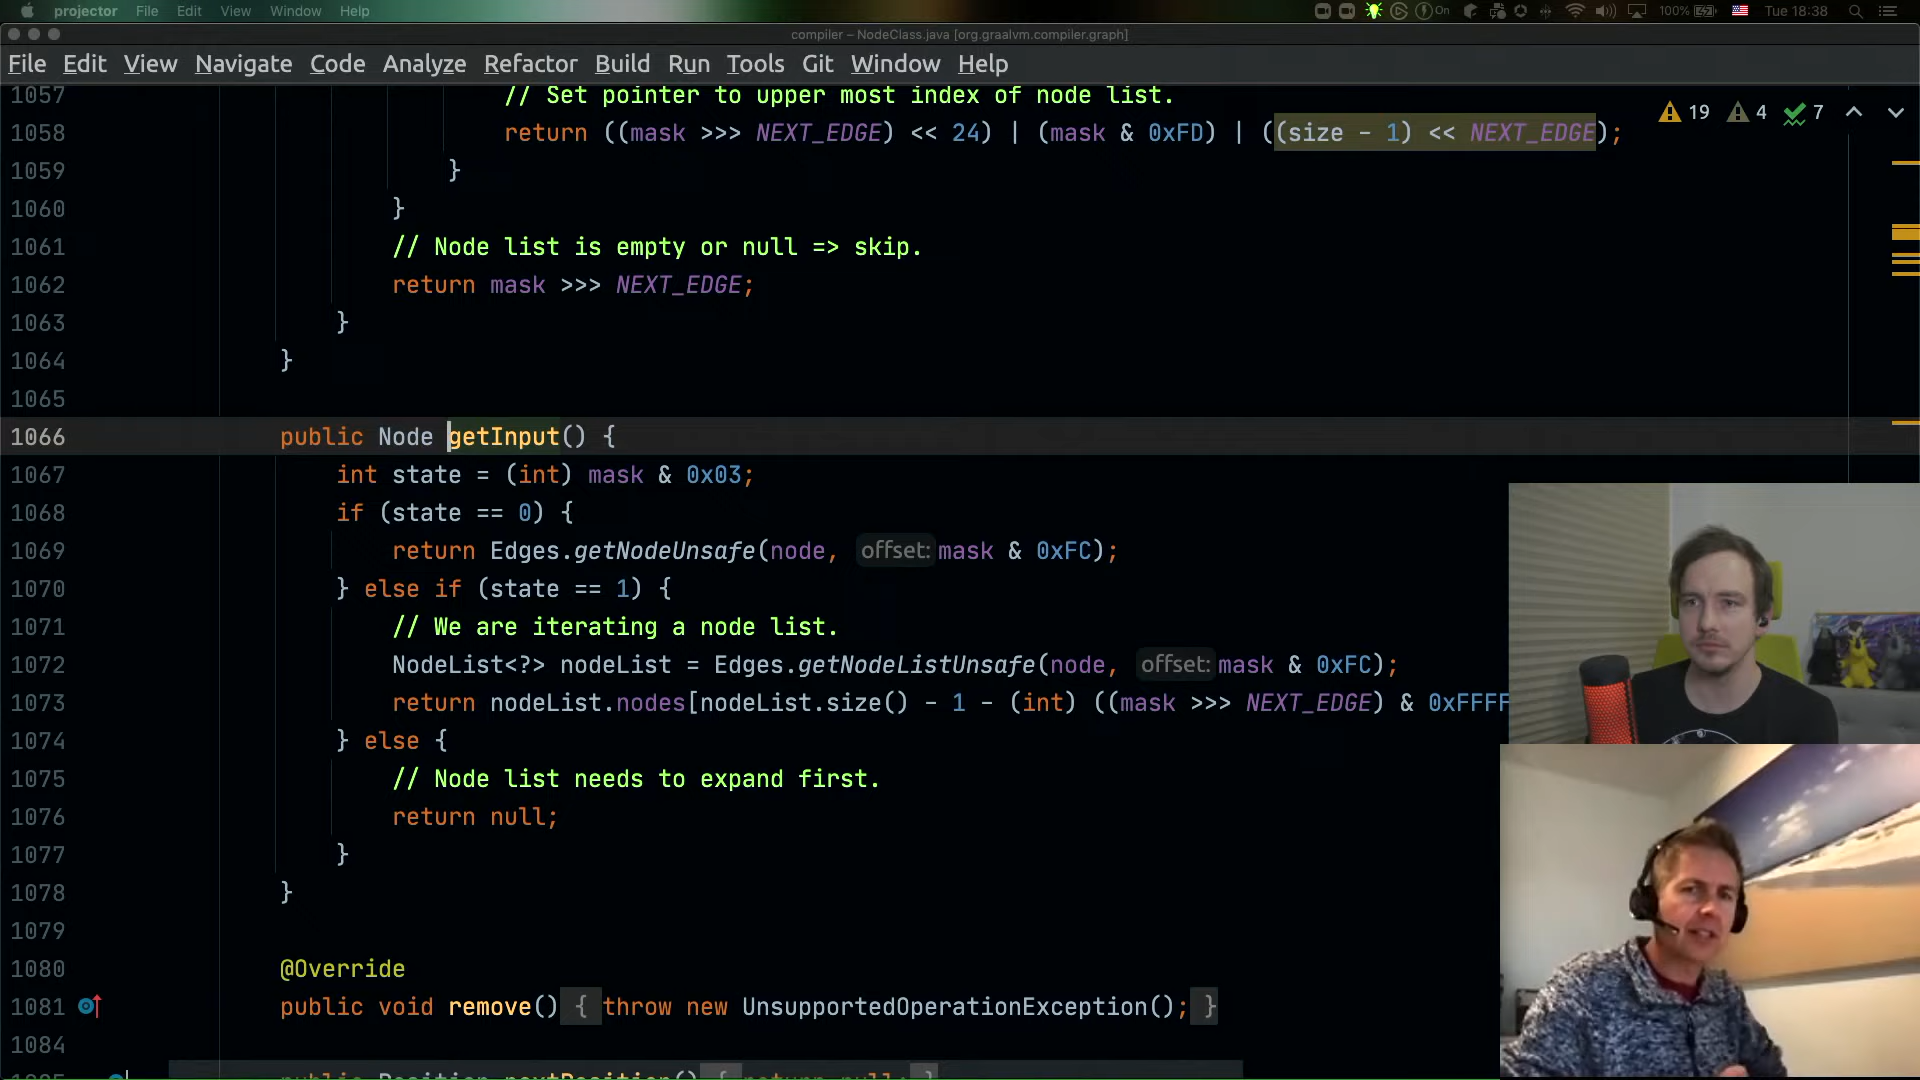 projector File Edit View Window Help On 100% Tue 18:38
compiler – NodeClass.java [org.graalvm.compiler.graph]
File Edit View Navigate Code Analyze Refactor Build Run Tools Git Window Help
19 4 7
1057 // Set pointer to upper most index of node list.
1058 return ((mask >>> NEXT_EDGE) << 24) | (mask & 0xFD) | ((size - 1) << NEXT_EDGE);
1059 }
1060 }
1061 // Node list is empty or null => skip.
1062 return mask >>> NEXT_EDGE;
1063 }
1064 }
1065
1066 public Node getInput() {
1067 int state = (int) mask & 0x03;
1068 if (state == 0) {
1069 return Edges.getNodeUnsafe(node, offset: mask & 0xFC);
1070 } else if (state == 1) {
1071 // We are iterating a node list.
1072 NodeList<?> nodeList = Edges.getNodeListUnsafe(node, offset: mask & 0xFC);
1073 return nodeList.nodes[nodeList.size() - 1 - (int) ((mask >>> NEXT_EDGE) & 0xFFFF
1074 } else {
1075 // Node list needs to expand first.
1076 return null;
1077 }
1078 }
1079
1080 @Override
1081 public void remove() { throw new UnsupportedOperationException(); }
1084
public Position nextPosition() { return null; }